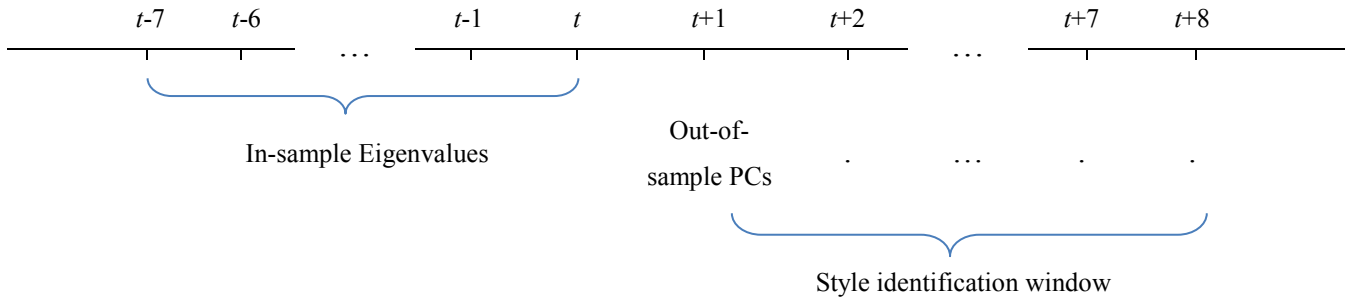 t-7 t-6 t-1 t t+1 t+2 t+7 t+8
… …
Out-of-
In-sample Eigenvalues
sample PCs . … . .
Style identification window